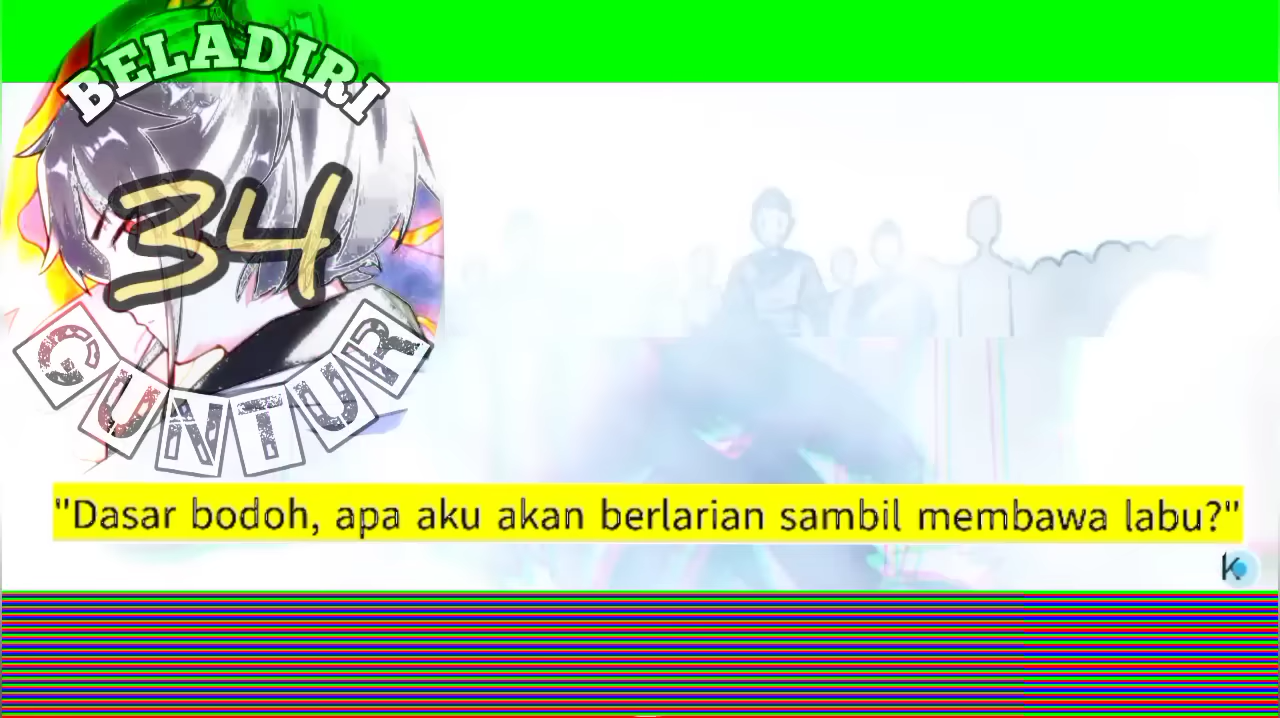 BELADIRI
34
GUNTUR
"Dasar bodoh, apa aku akan berlarian sambil membawa labu?"
K